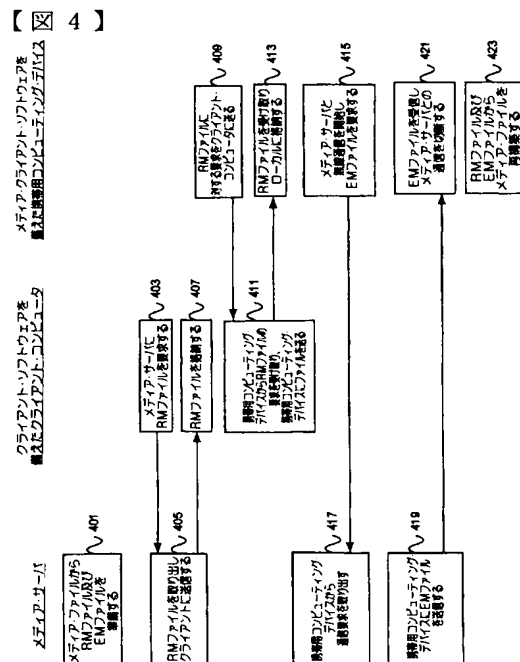 【図4】
メディア・サーバ
クライアント・ソフトウェアを
備えたクライアント・コンピュータ
メディア・クライアント・ソフトウェアを
備えた携帯用コンピューティング・デバイス
401
メディア・ファイルから
RMファイル及び
EMファイルを
準備する
403
メディア・サーバに
RMファイルを要求する
405
RMファイルを取り出し
クライアントに送信する
407
RMファイルを格納する
409
RMファイルに
対する要求をクライアント・
コンピュータに送る
411
携帯用コンピューティング・
デバイスからRMファイルの
要求を受け取り、
携帯用コンピューティング・
デバイスにファイルを送る
413
RMファイルを受け取り
ローカルに格納する
415
メディア・サーバと
無線通信を開始し
EMファイルを要求する
417
携帯用コンピューティング
デバイスから
通信要求を取り出す
419
携帯用コンピューティング
デバイスにEMファイル
を送信する
421
EMファイルを受信し
メディア・サーバとの
通信を切断する
423
RMファイル及び
EMファイルから
メディア・ファイルを
再構築する